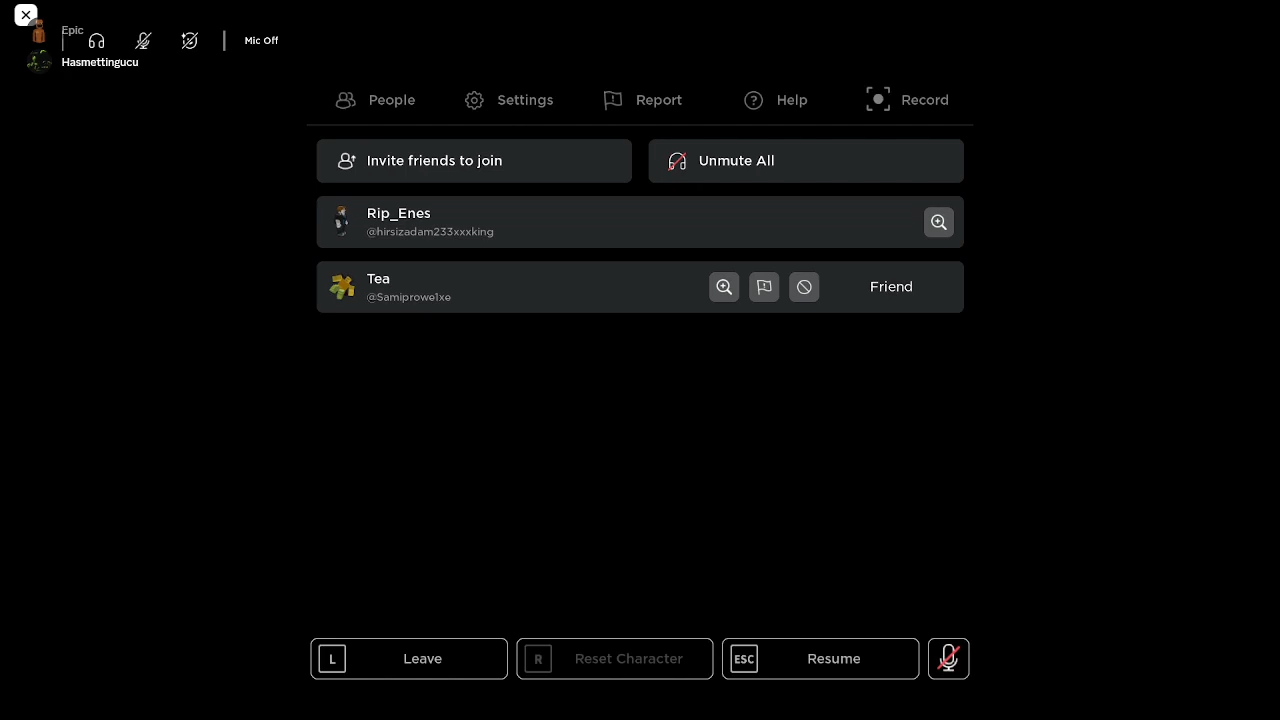 Epic
Mic Off
Hasmettingucu
People Settings Report Help Record
Invite friends to join Unmute All
Rip_Enes
@hirsizadam233xxxking
Tea
@Samiprowe1xe
Friend
L Leave R Reset Character ESC Resume